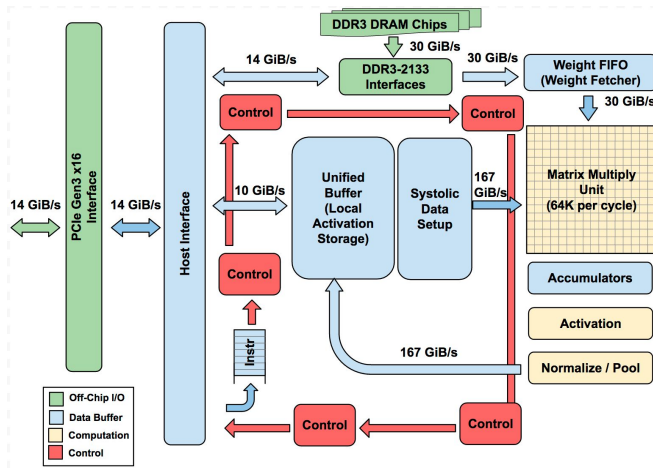 DDR3 DRAM Chips
30 GiB/s
14 GiB/s
DDR3-2133
Interfaces
30 GiB/s
Weight FIFO
(Weight Fetcher)
30 GiB/s
Control
Control
PCIe Gen3 x16
Interface
Host Interface
14 GiB/s
14 GiB/s
10 GiB/s
Unified
Buffer
(Local
Activation
Storage)
Systolic
Data
Setup
167
GiB/s
Matrix Multiply
Unit
(64K per cycle)
Control
Accumulators
Activation
Normalize / Pool
167 GiB/s
Instr
Control
Control
Off-Chip I/O
Data Buffer
Computation
Control